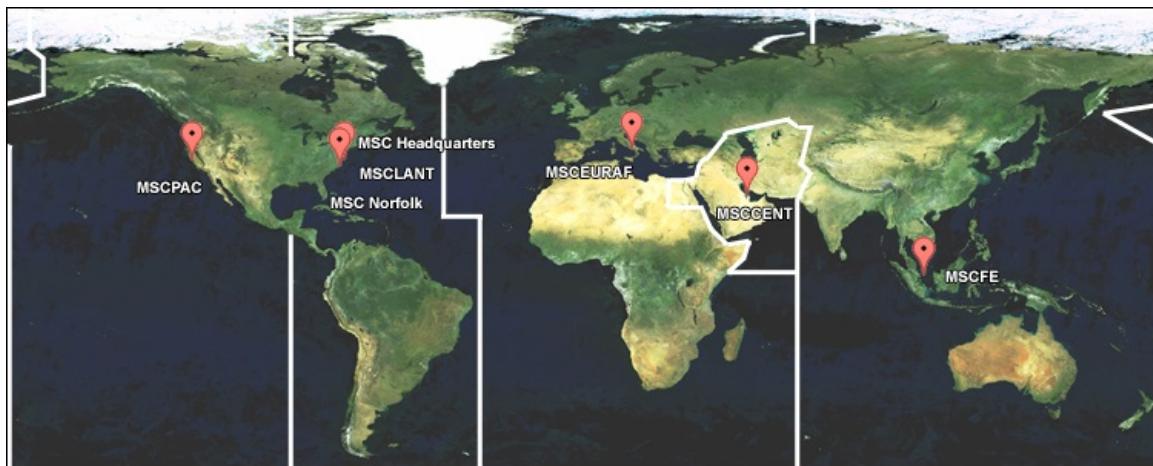 MSC Headquarters
MSCLANT
MSC Norfolk
MSCPAC
MSCEURAF
MSCCENT
MSCFE